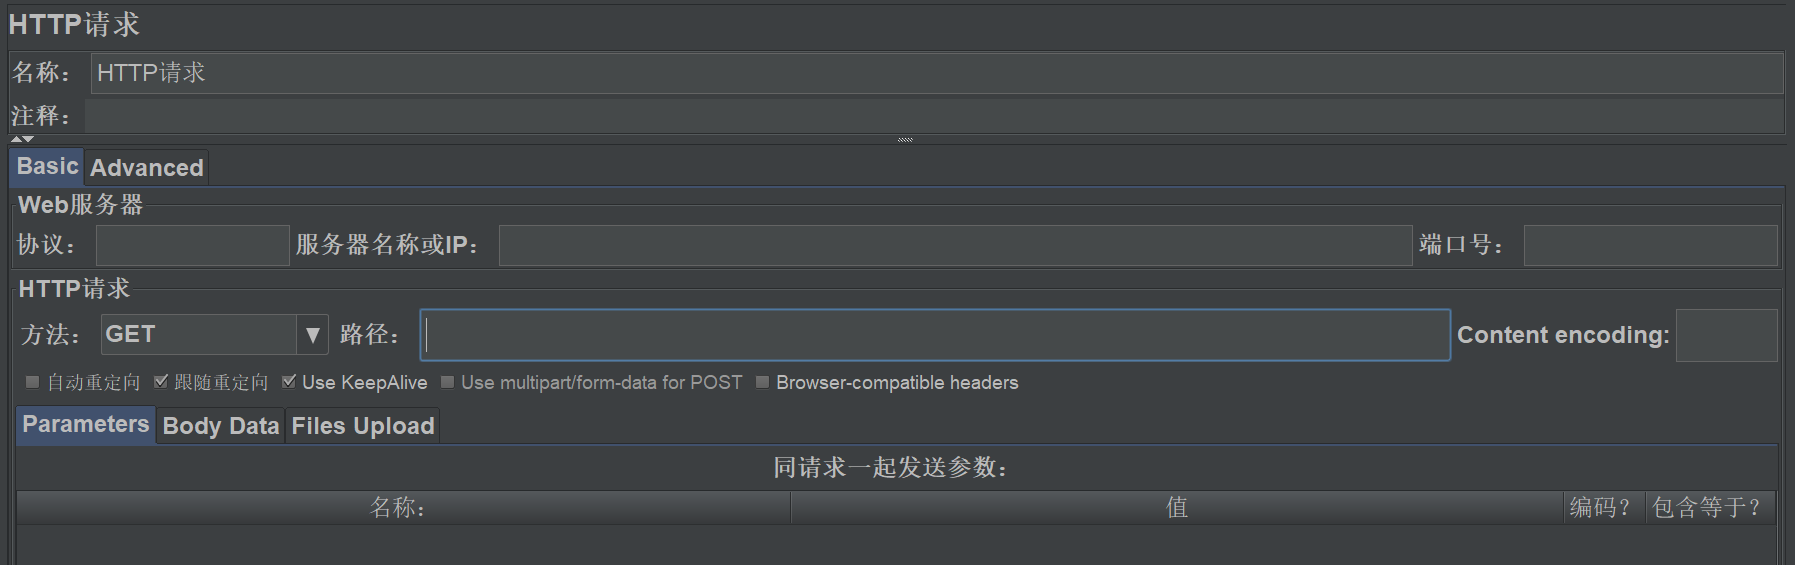 HTTP请求
名称： HTTP请求
注释：
Basic Advanced
Web服务器
协议： 服务器名称或IP： 端口号：
HTTP请求
方法： GET 路径： Content encoding:
自动重定向 跟随重定向 Use KeepAlive Use multipart/form-data for POST Browser-compatible headers
Parameters Body Data Files Upload
同请求一起发送参数：
名称： 值 编码？ 包含等于？